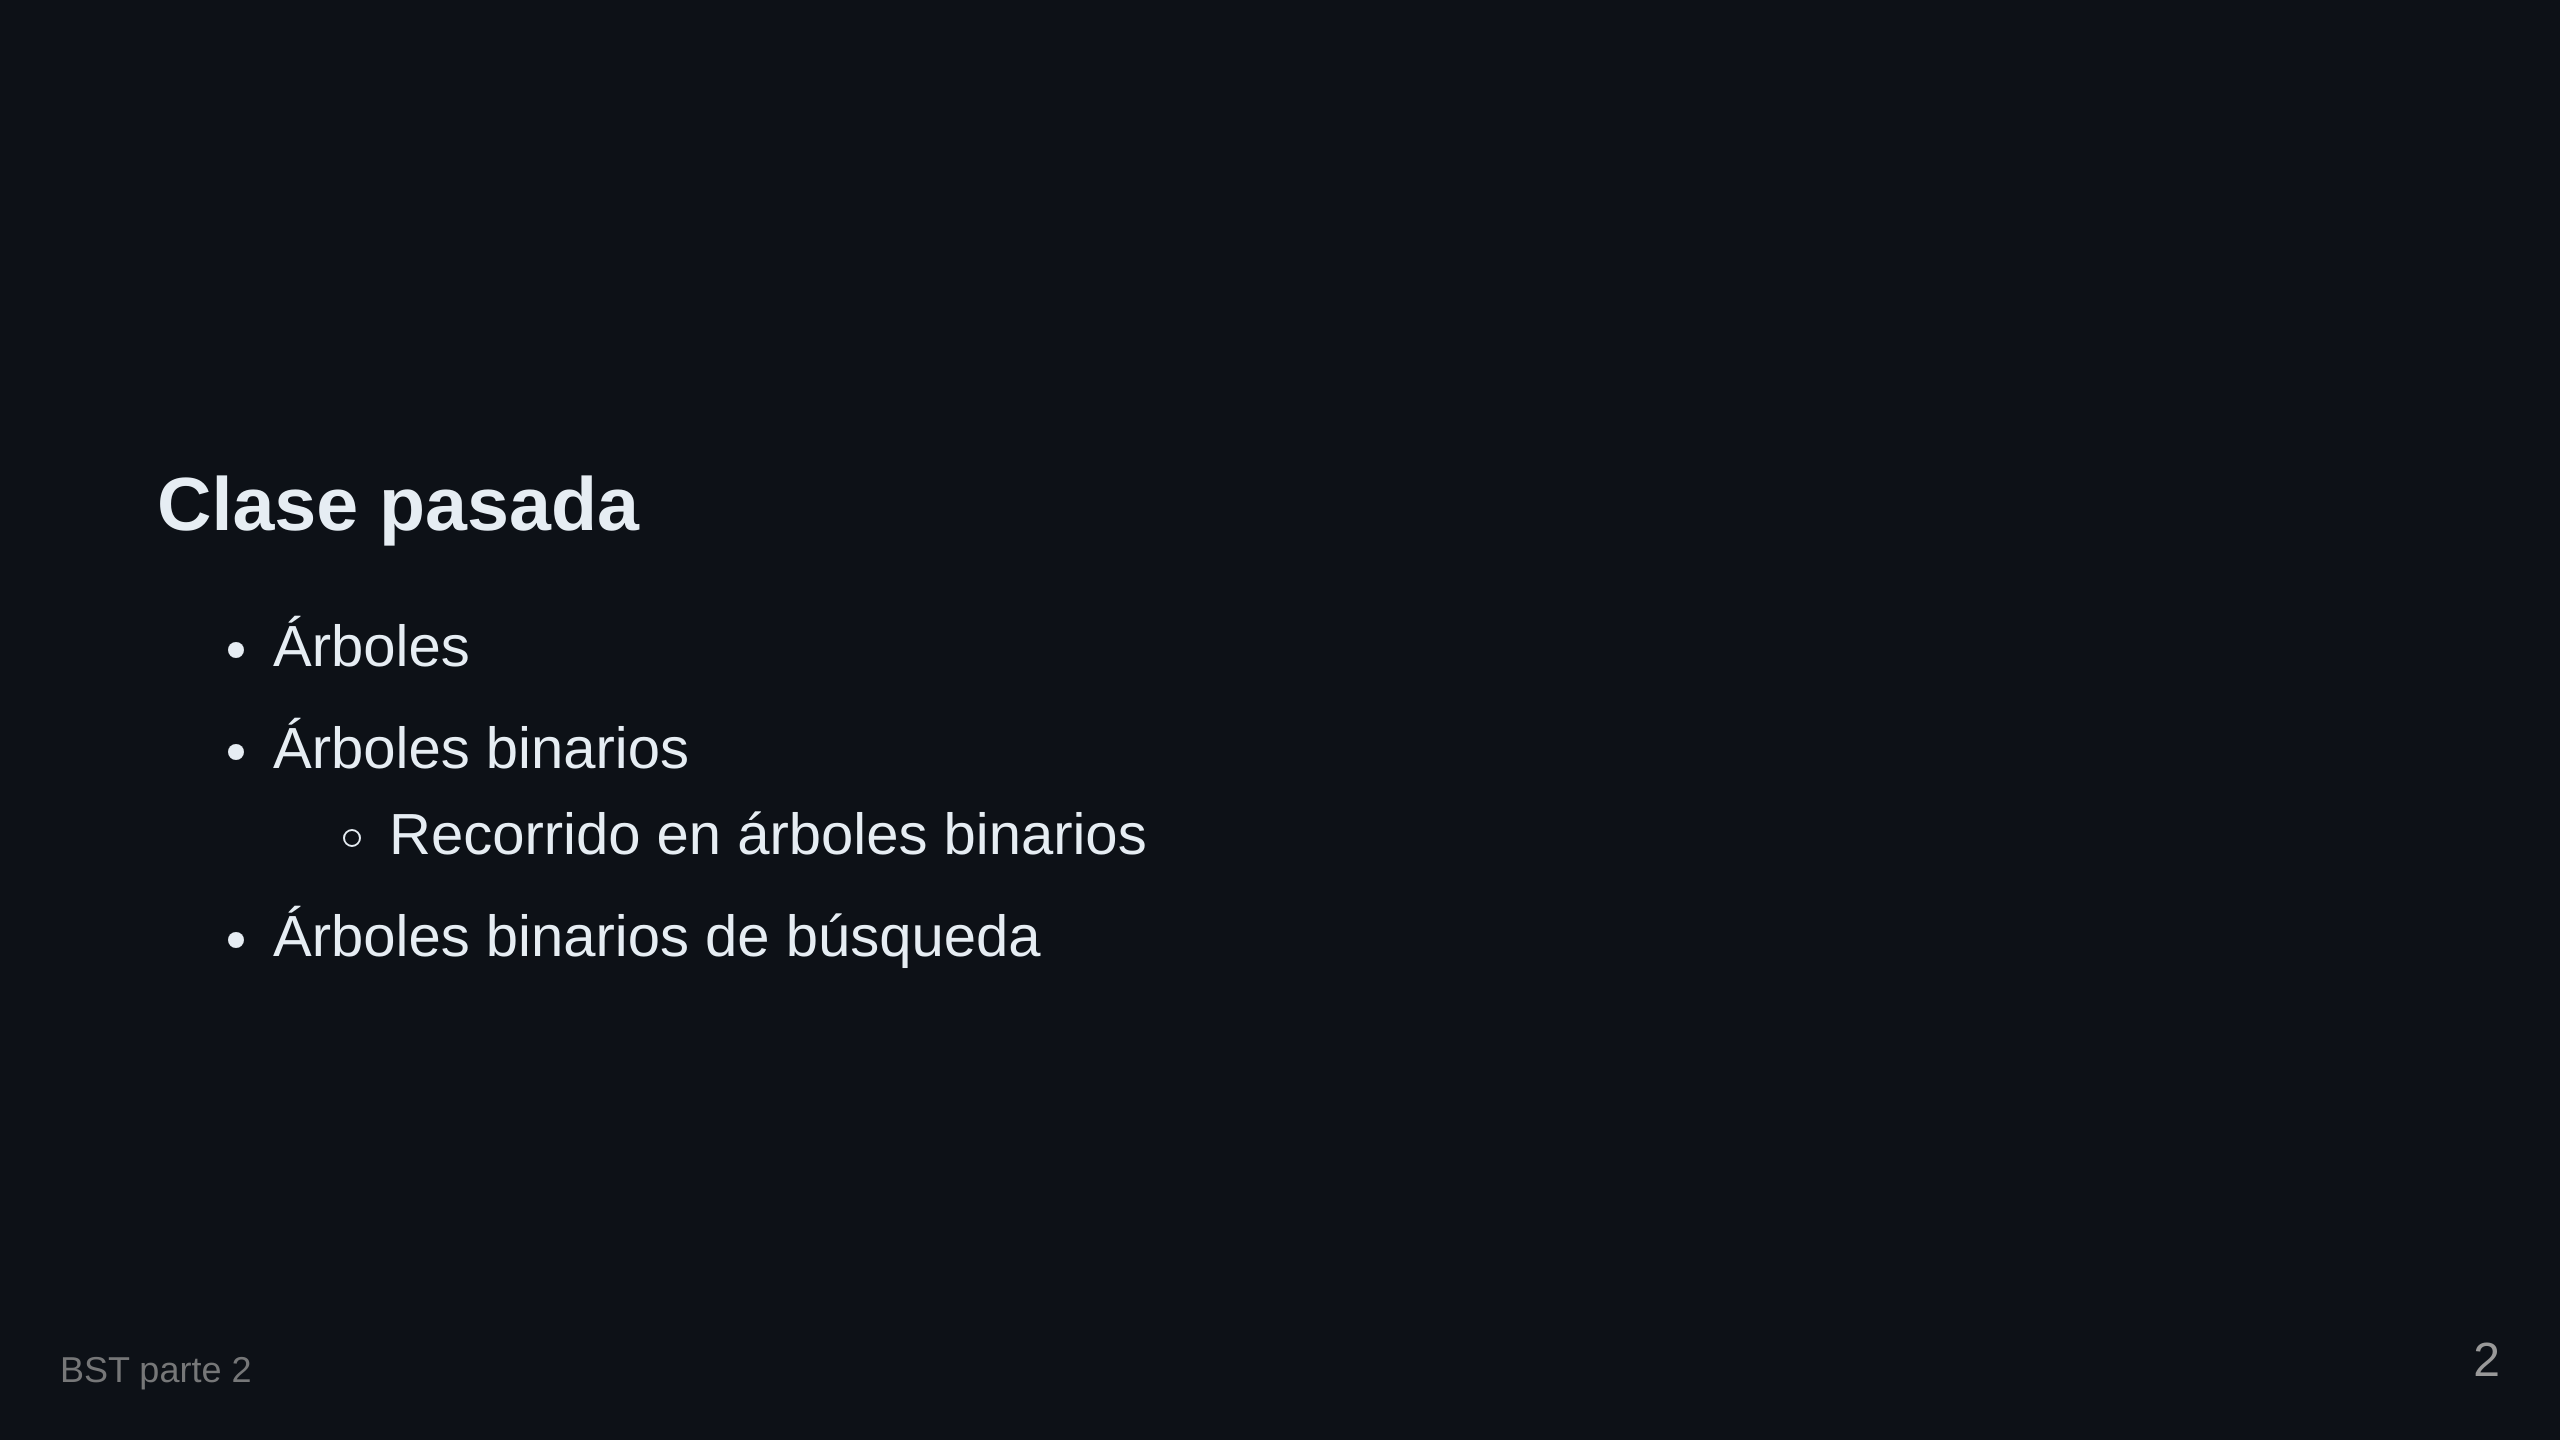 Clase pasada
Árboles
Árboles binarios
Recorrido en árboles binarios
Árboles binarios de búsqueda
BST parte 2
2